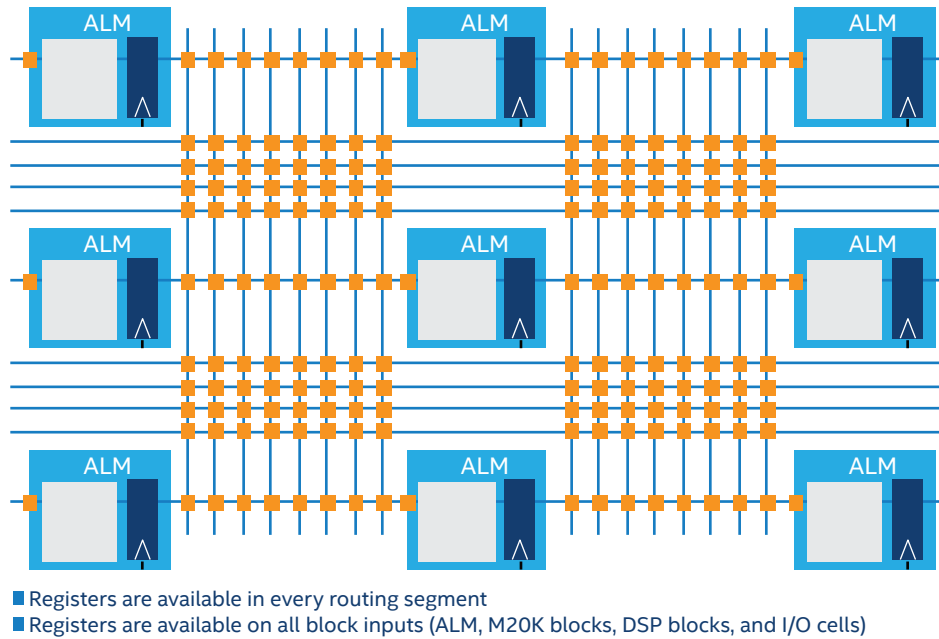 ALM ALM ALM
ALM ALM ALM
ALM ALM ALM
Registers are available in every routing segment
Registers are available on all block inputs (ALM, M20K blocks, DSP blocks, and I/O cells)